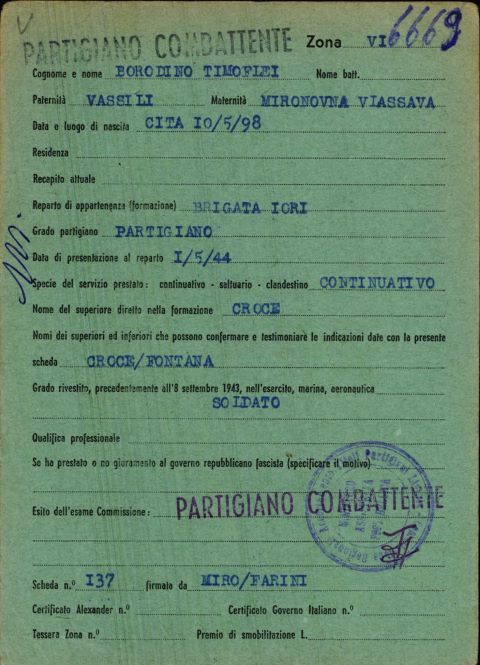 V
PARTIGIANO COMBATTENTE Zona VI 6669
Cognome e nome BORODINO TIMOFLEI Nome batt.
Paternità VASSILI Maternità MIRONOVNA VIASSAVA
Data e luogo di nascita CITA IO/5/98
Residenza
Recapito attuale
Reparto di appartenenza (formazione) BRIGATA IORI
Grado partigiano PARTIGIANO
Data di presentazione al reparto I/5/44
Specie del servizio prestato: continuativo - saltuario - clandestino CONTINUATIVO
Nome del superiore diretto nella formazione CROCE
Nomi dei superiori ed inferiori che possono confermare e testimoniare le indicazioni date con la presente
scheda CROCE/FONTANA
Grado rivestito, precedentemente all'8 settembre 1943, nell'esercito, marina, aeronautica
SOLDATO
Qualifica professionale
Se ha prestato o no giuramento al governo repubblicano fascista (specificare il motivo)
Esito dell'esame Commissione: PARTIGIANO COMBATTENTE
Scheda n.º I37 firmata da MIRO/FARINI
Certificato Alexander n.º Certificato Governo Italiano n.º
Tessera Zona n.º Premio di smobilitazione L.